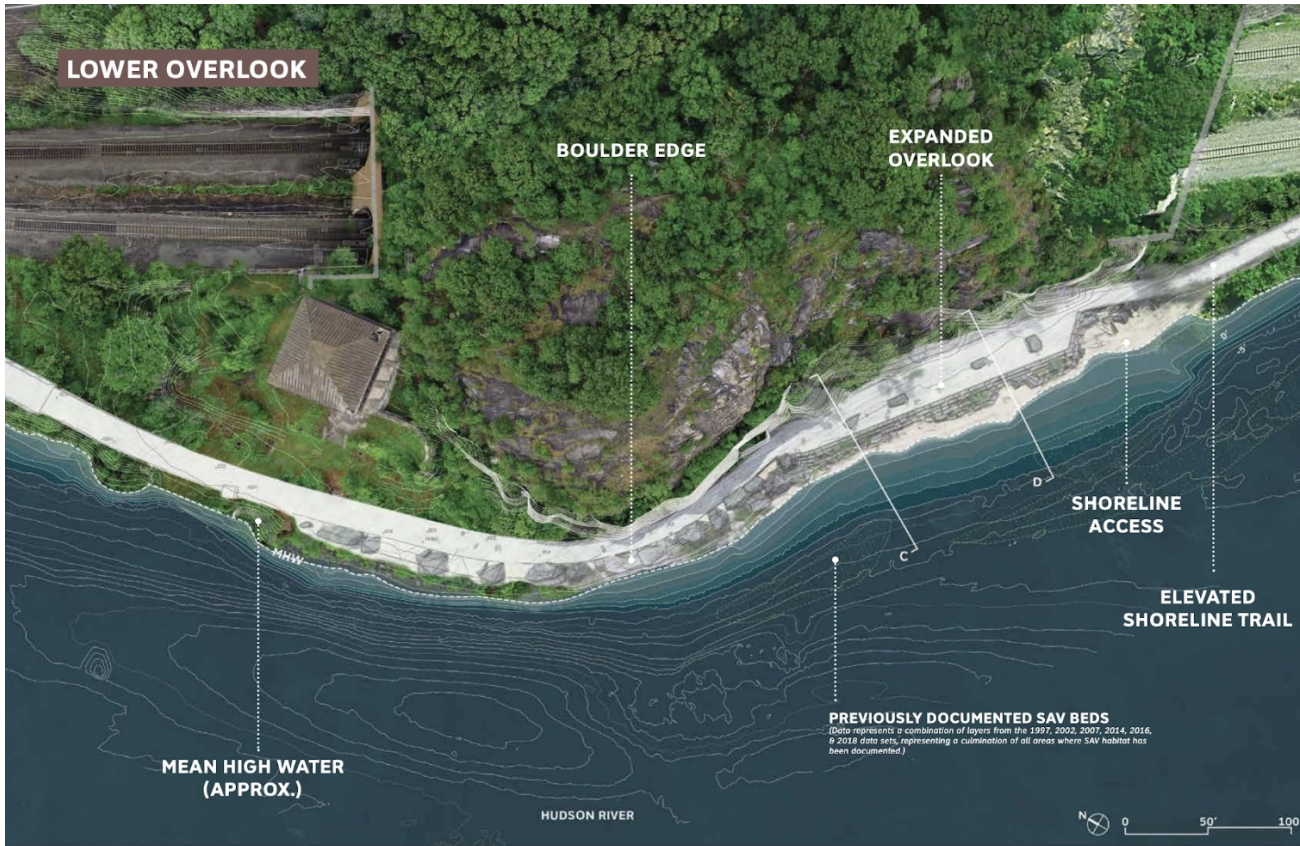 LOWER OVERLOOK
BOULDER EDGE
EXPANDED
OVERLOOK
0'
-5'
D
C
SHORELINE
ACCESS
MHW
ELEVATED
SHORELINE TRAIL
PREVIOUSLY DOCUMENTED SAV BEDS
(Data represents a combination of layers from the 1997, 2002, 2007, 2014, 2016,
& 2018 data sets, representing a culmination of all areas where SAV habitat has
been documented.)
MEAN HIGH WATER
(APPROX.)
HUDSON RIVER
N
0 50' 100